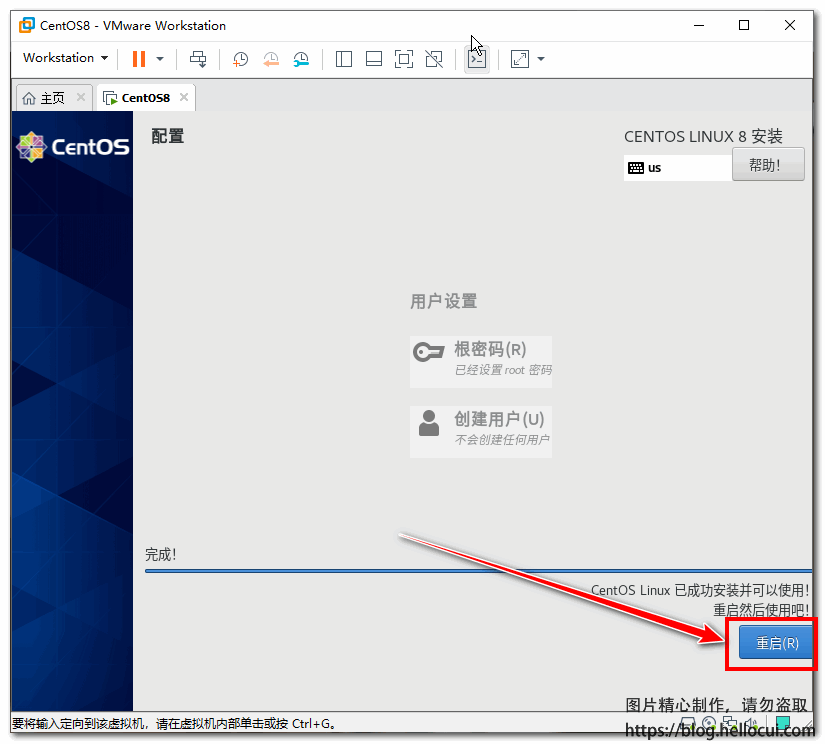 CentOS8 - VMware Workstation
Workstation
主页
CentOS8
CentOS
配置
CENTOS LINUX 8 安装
us
帮助！
用户设置
根密码(R)
已经设置 root 密码
创建用户(U)
不会创建任何用户
完成！
CentOS Linux 已成功安装并可以使用！
重启然后使用吧！
重启(R)
图片精心制作，请勿盗取
https://blog.hellocui.com
要将输入定向到该虚拟机，请在虚拟机内部单击或按 Ctrl+G。